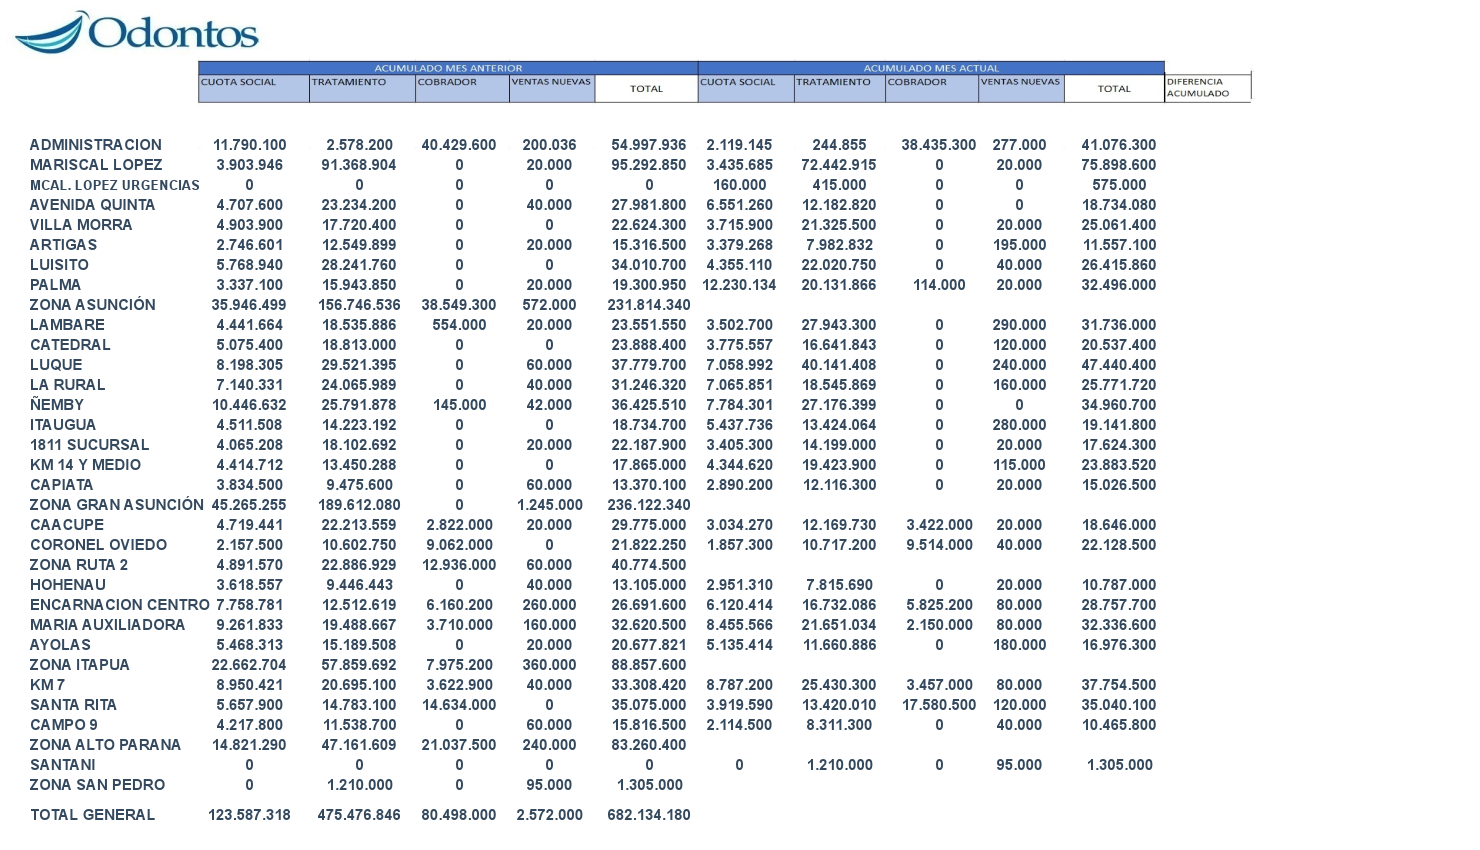 Odontos
ACUMULADO MES ANTERIOR ACUMULADO MES ACTUAL
CUOTA SOCIAL TRATAMIENTO COBRADOR VENTAS NUEVAS TOTAL CUOTA SOCIAL TRATAMIENTO COBRADOR VENTAS NUEVAS TOTAL DIFERENCIA ACUMULADO
ADMINISTRACION 11.790.100 2.578.200 40.429.600 200.036 54.997.936 2.119.145 244.855 38.435.300 277.000 41.076.300
MARISCAL LOPEZ 3.903.946 91.368.904 0 20.000 95.292.850 3.435.685 72.442.915 0 20.000 75.898.600
MCAL. LOPEZ URGENCIAS 0 0 0 0 0 160.000 415.000 0 0 575.000
AVENIDA QUINTA 4.707.600 23.234.200 0 40.000 27.981.800 6.551.260 12.182.820 0 0 18.734.080
VILLA MORRA 4.903.900 17.720.400 0 0 22.624.300 3.715.900 21.325.500 0 20.000 25.061.400
ARTIGAS 2.746.601 12.549.899 0 20.000 15.316.500 3.379.268 7.982.832 0 195.000 11.557.100
LUISITO 5.768.940 28.241.760 0 0 34.010.700 4.355.110 22.020.750 0 40.000 26.415.860
PALMA 3.337.100 15.943.850 0 20.000 19.300.950 12.230.134 20.131.866 114.000 20.000 32.496.000
ZONA ASUNCIÓN 35.946.499 156.746.536 38.549.300 572.000 231.814.340
LAMBARE 4.441.664 18.535.886 554.000 20.000 23.551.550 3.502.700 27.943.300 0 290.000 31.736.000
CATEDRAL 5.075.400 18.813.000 0 0 23.888.400 3.775.557 16.641.843 0 120.000 20.537.400
LUQUE 8.198.305 29.521.395 0 60.000 37.779.700 7.058.992 40.141.408 0 240.000 47.440.400
LA RURAL 7.140.331 24.065.989 0 40.000 31.246.320 7.065.851 18.545.869 0 160.000 25.771.720
ÑEMBY 10.446.632 25.791.878 145.000 42.000 36.425.510 7.784.301 27.176.399 0 0 34.960.700
ITAUGUA 4.511.508 14.223.192 0 0 18.734.700 5.437.736 13.424.064 0 280.000 19.141.800
1811 SUCURSAL 4.065.208 18.102.692 0 20.000 22.187.900 3.405.300 14.199.000 0 20.000 17.624.300
KM 14 Y MEDIO 4.414.712 13.450.288 0 0 17.865.000 4.344.620 19.423.900 0 115.000 23.883.520
CAPIATA 3.834.500 9.475.600 0 60.000 13.370.100 2.890.200 12.116.300 0 20.000 15.026.500
ZONA GRAN ASUNCIÓN 45.265.255 189.612.080 0 1.245.000 236.122.340
CAACUPE 4.719.441 22.213.559 2.822.000 20.000 29.775.000 3.034.270 12.169.730 3.422.000 20.000 18.646.000
CORONEL OVIEDO 2.157.500 10.602.750 9.062.000 0 21.822.250 1.857.300 10.717.200 9.514.000 40.000 22.128.500
ZONA RUTA 2 4.891.570 22.886.929 12.936.000 60.000 40.774.500
HOHENAU 3.618.557 9.446.443 0 40.000 13.105.000 2.951.310 7.815.690 0 20.000 10.787.000
ENCARNACION CENTRO 7.758.781 12.512.619 6.160.200 260.000 26.691.600 6.120.414 16.732.086 5.825.200 80.000 28.757.700
MARIA AUXILIADORA 9.261.833 19.488.667 3.710.000 160.000 32.620.500 8.455.566 21.651.034 2.150.000 80.000 32.336.600
AYOLAS 5.468.313 15.189.508 0 20.000 20.677.821 5.135.414 11.660.886 0 180.000 16.976.300
ZONA ITAPUA 22.662.704 57.859.692 7.975.200 360.000 88.857.600
KM 7 8.950.421 20.695.100 3.622.900 40.000 33.308.420 8.787.200 25.430.300 3.457.000 80.000 37.754.500
SANTA RITA 5.657.900 14.783.100 14.634.000 0 35.075.000 3.919.590 13.420.010 17.580.500 120.000 35.040.100
CAMPO 9 4.217.800 11.538.700 0 60.000 15.816.500 2.114.500 8.311.300 0 40.000 10.465.800
ZONA ALTO PARANA 14.821.290 47.161.609 21.037.500 240.000 83.260.400
SANTANI 0 0 0 0 0 0 1.210.000 0 95.000 1.305.000
ZONA SAN PEDRO 0 1.210.000 0 95.000 1.305.000
TOTAL GENERAL 123.587.318 475.476.846 80.498.000 2.572.000 682.134.180